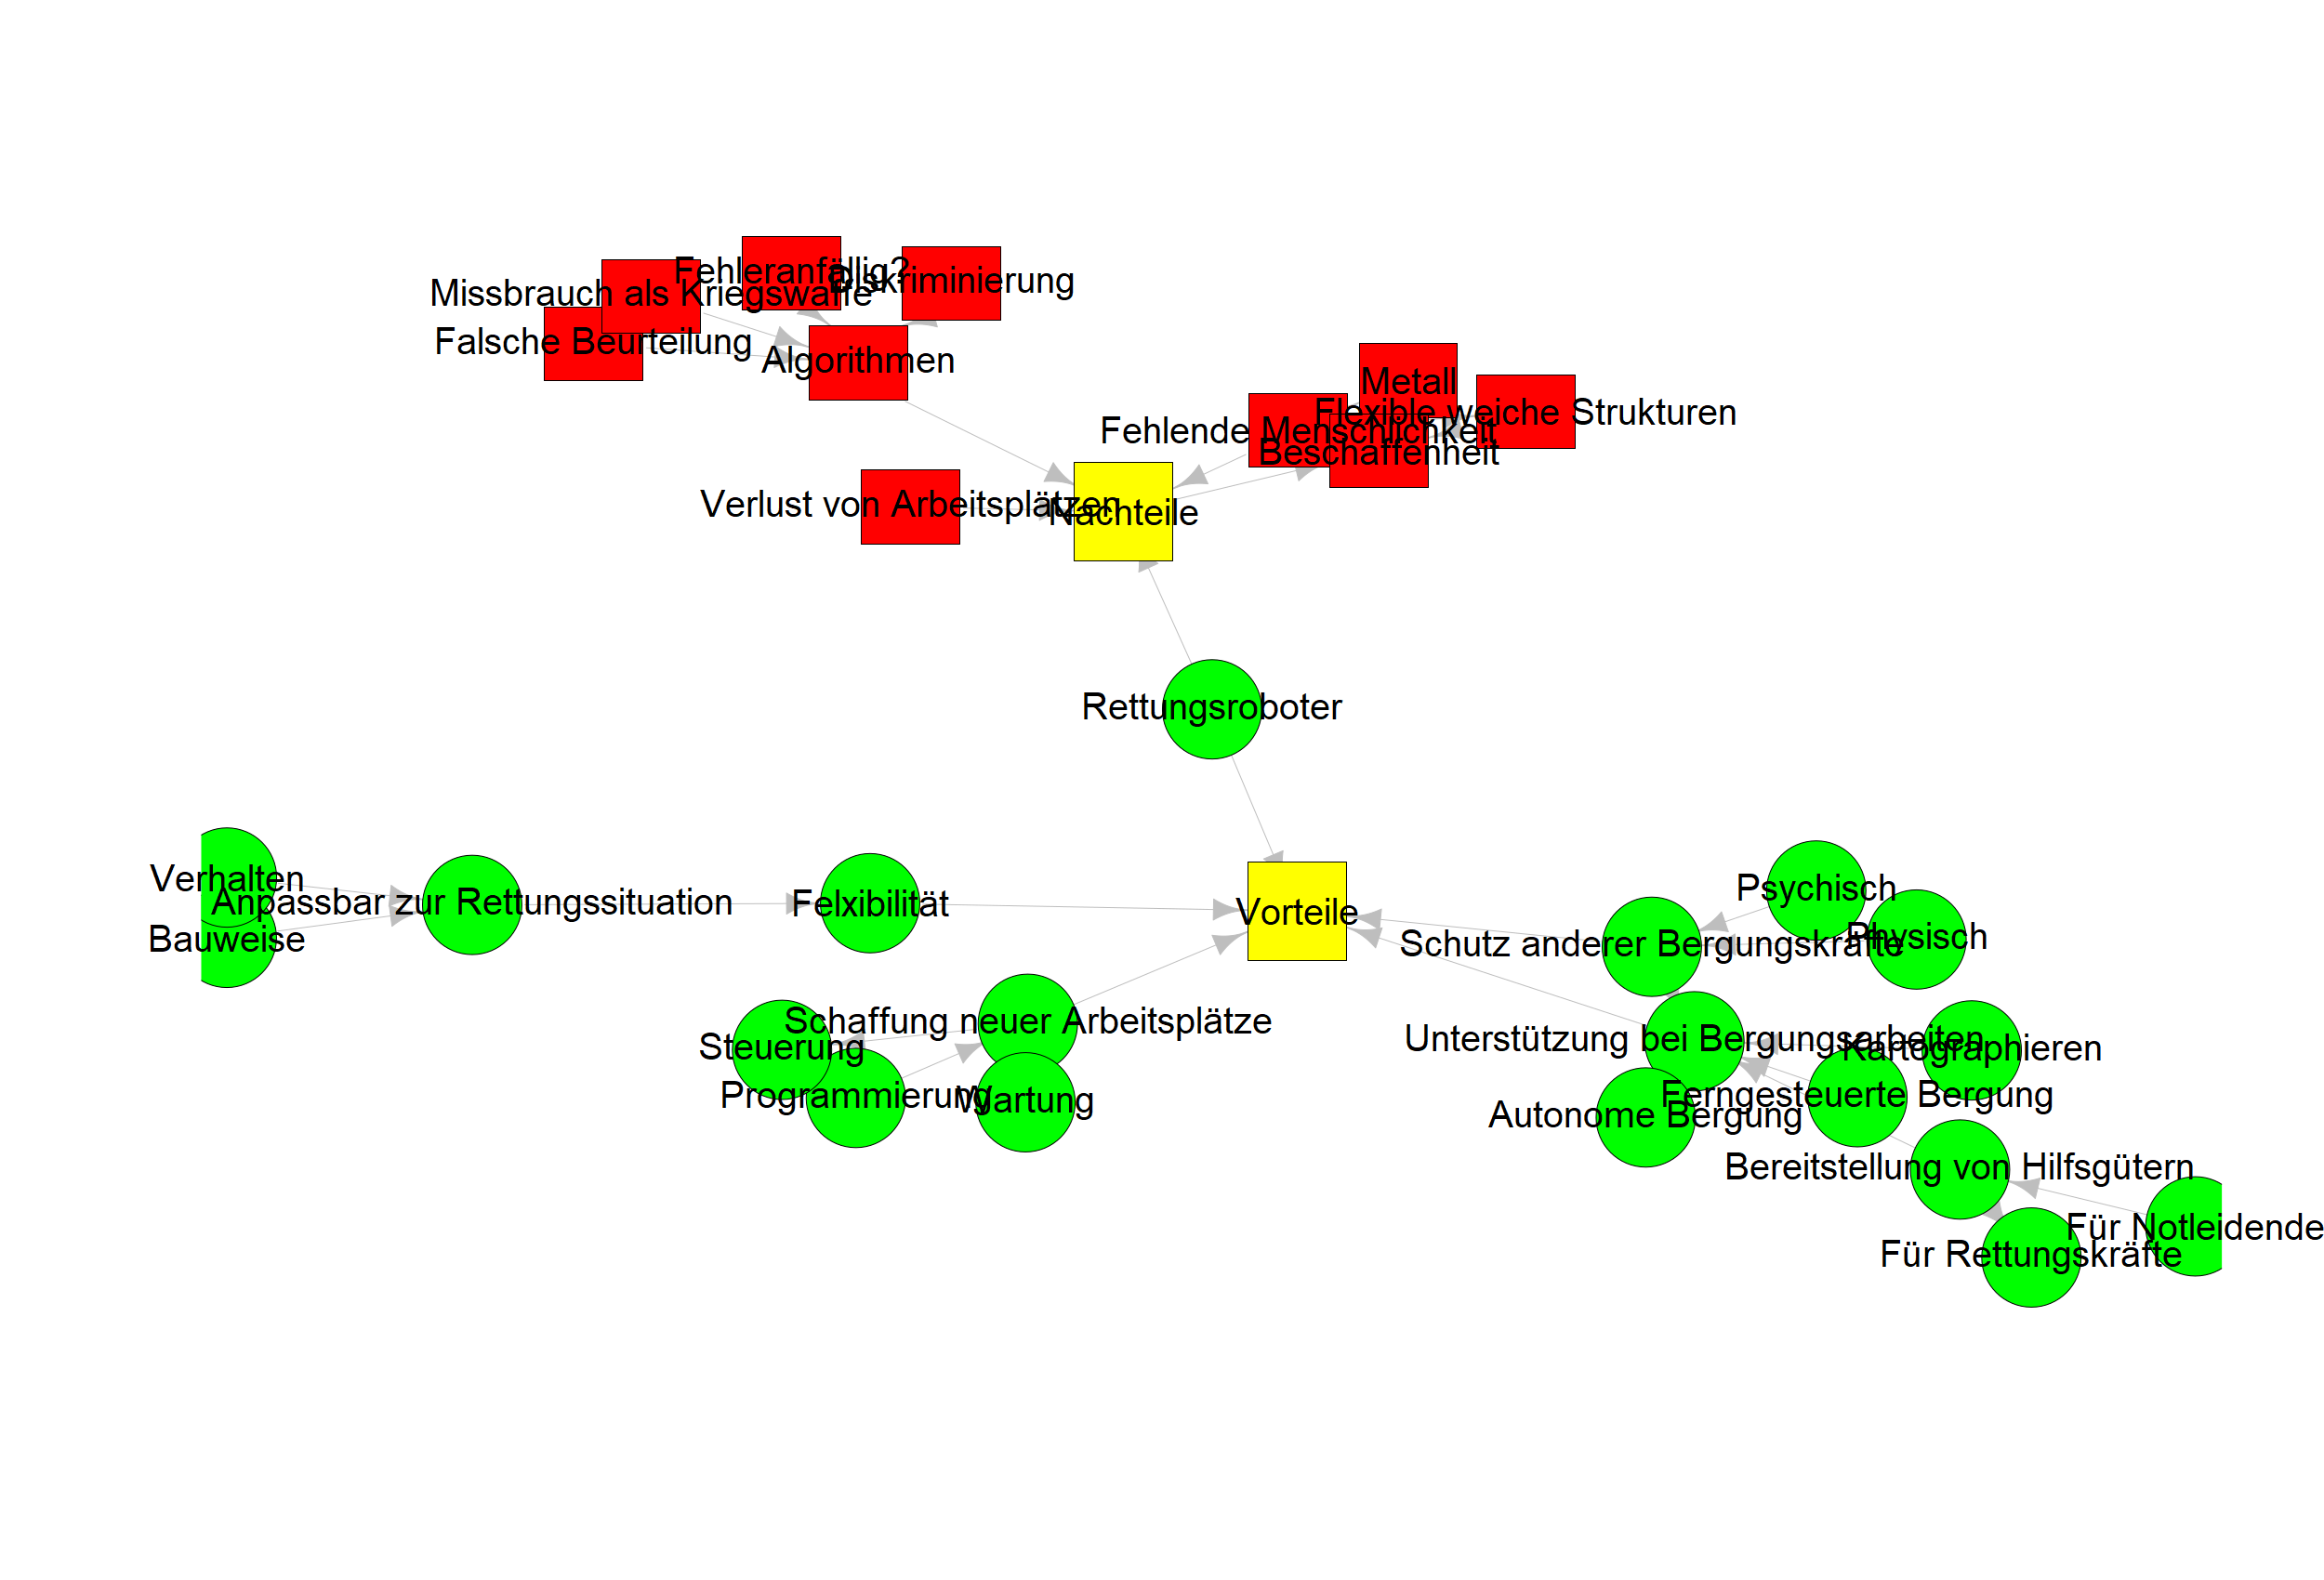 Fehleranfällig?
Diskriminierung
Missbrauch als Kriegswaffe
Falsche Beurteilung
Algorithmen
Metall
Flexible weiche Strukturen
Fehlende Menschlichkeit
Beschaffenheit
Verlust von Arbeitsplätzen
Nachteile
Rettungsroboter
Verhalten
Anpassbar zur Rettungssituation
Felxibilität
Vorteile
Psychisch
Bauweise
Schutz anderer Bergungskräfte
Physisch
Schaffung neuer Arbeitsplätze
Steuerung
Unterstützung bei Bergungsarbeiten
Kartographieren
Programmierung
Wartung
Ferngesteuerte Bergung
Autonome Bergung
Bereitstellung von Hilfsgütern
Für Notleidende
Für Rettungskräfte